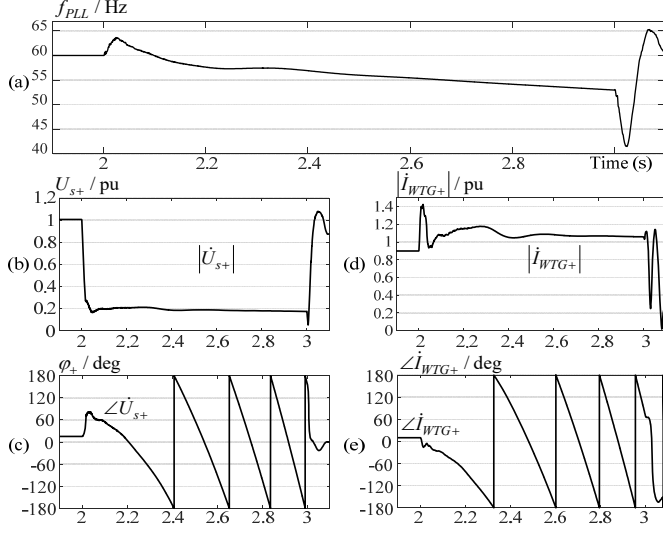 f_PLL / Hz
65
60
(a) 55
50
45
40
2 2.2 2.4 2.6 2.8 Time (s)
U_s+ / pu
1.2
1
0.8
(b) 0.6
0.4
0.2
0
|U̇_s+|
2 2.2 2.4 2.6 2.8 3
|İ_WTG+| / pu
1.4
1.2
1
0.8
(d) 0.6
0.4
0.2
0
|İ_WTG+|
2 2.2 2.4 2.6 2.8 3
φ_+ / deg
180
120
60
(c) 0
-60
-120
-180
∠U̇_s+
2 2.2 2.4 2.6 2.8 3
∠İ_WTG+ / deg
180
120
60
(e) 0
-60
-120
-180
∠İ_WTG+
2 2.2 2.4 2.6 2.8 3